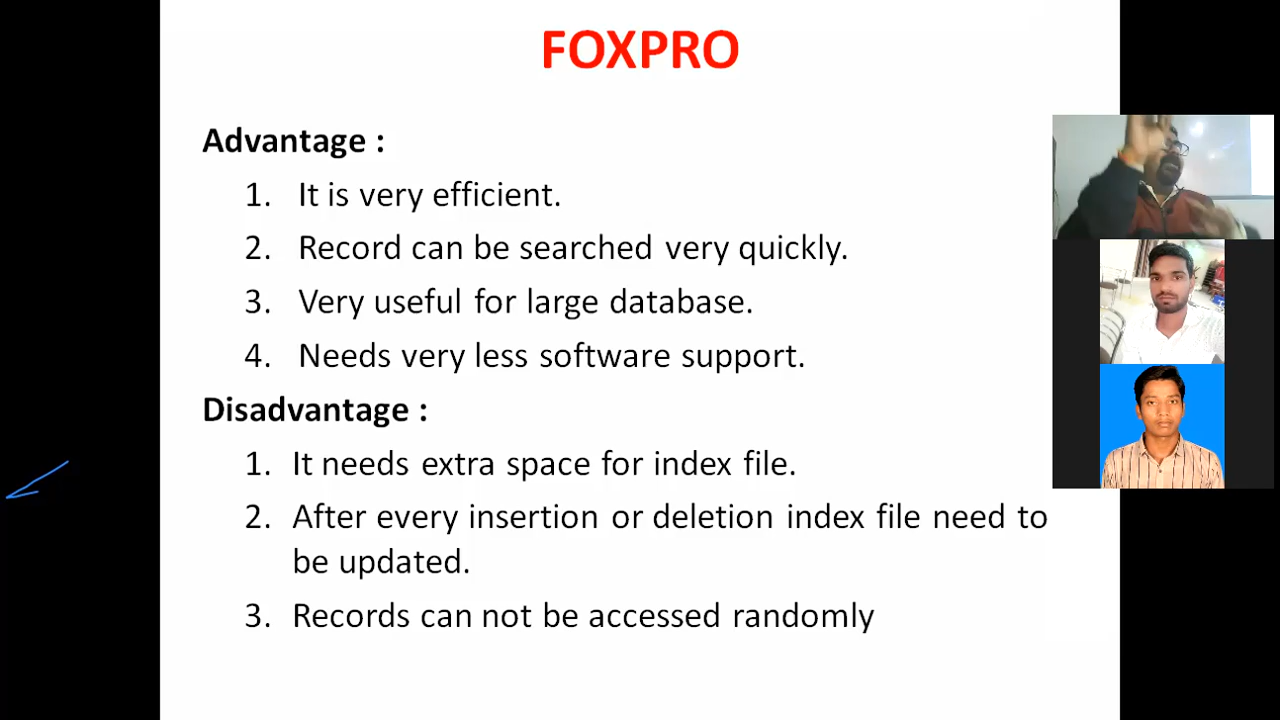 FOXPRO
Advantage :
1. It is very efficient.
2. Record can be searched very quickly.
3. Very useful for large database.
4. Needs very less software support.
Disadvantage :
1. It needs extra space for index file.
2. After every insertion or deletion index file need to
be updated.
3. Records can not be accessed randomly